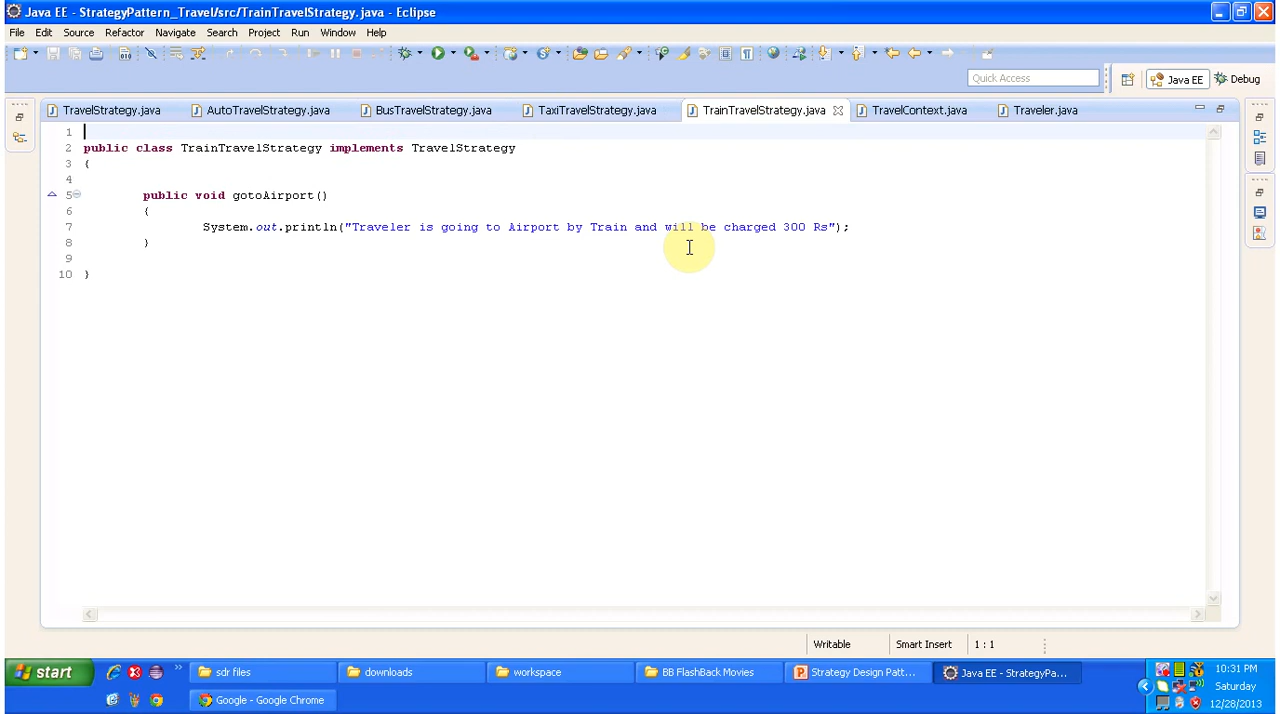 Java EE - StrategyPattern_Travel/src/TrainTravelStrategy.java - Eclipse
File Edit Source Refactor Navigate Search Project Run Window Help
Quick Access Java EE Debug
TravelStrategy.java AutoTravelStrategy.java BusTravelStrategy.java TaxiTravelStrategy.java TrainTravelStrategy.java TravelContext.java Traveler.java
1
2 public class TrainTravelStrategy implements TravelStrategy
3 {
4
5 public void gotoAirport()
6 {
7 System.out.println("Traveler is going to Airport by Train and will be charged 300 Rs");
8 }
9
10 }
Writable Smart Insert 1 : 1
start sdr files downloads workspace BB FlashBack Movies Strategy Design Patt... Java EE - StrategyPa... 10:31 PM
Saturday
Google - Google Chrome 12/28/2013